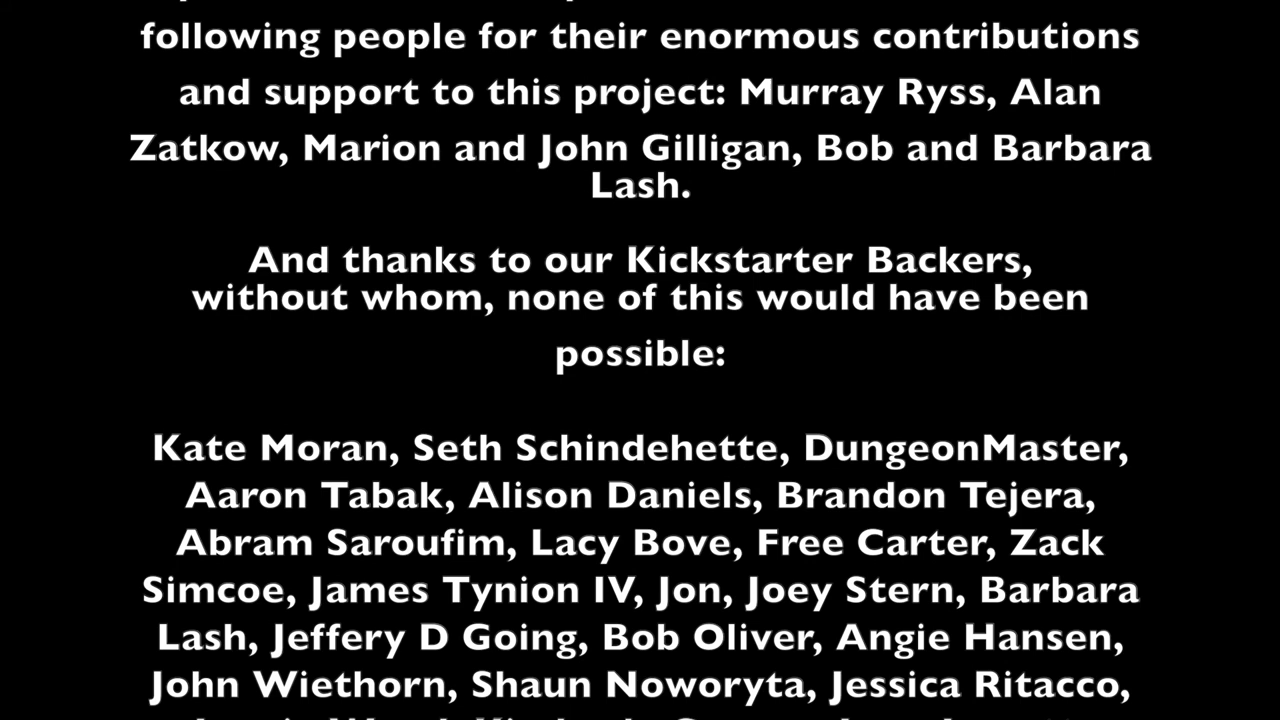 following people for their enormous contributions
and support to this project: Murray Ryss, Alan
Zatkow, Marion and John Gilligan, Bob and Barbara
Lash.
And thanks to our Kickstarter Backers,
without whom, none of this would have been
possible:
Kate Moran, Seth Schindehette, DungeonMaster,
Aaron Tabak, Alison Daniels, Brandon Tejera,
Abram Saroufim, Lacy Bove, Free Carter, Zack
Simcoe, James Tynion IV, Jon, Joey Stern, Barbara
Lash, Jeffery D Going, Bob Oliver, Angie Hansen,
John Wiethorn, Shaun Noworyta, Jessica Ritacco,